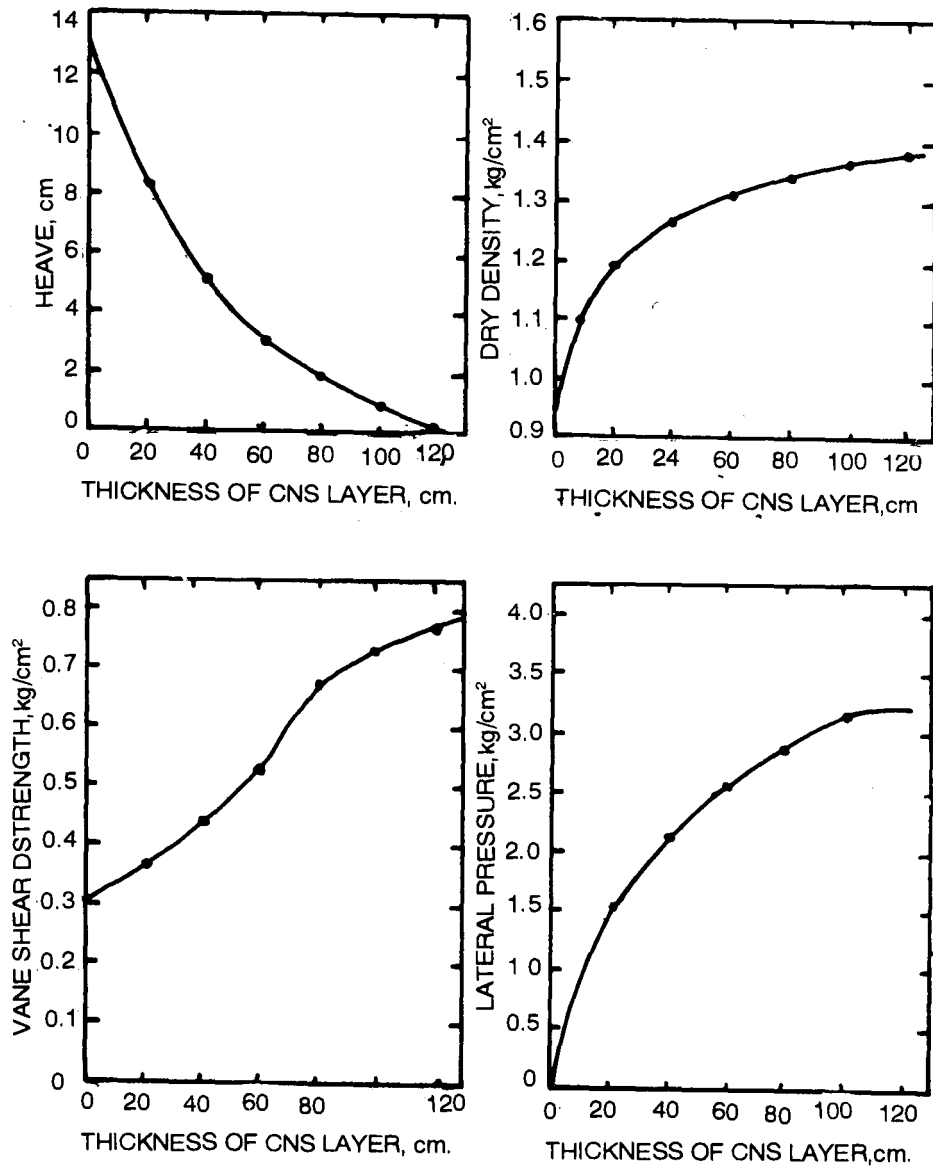 14
12
10
8
6
4
2
0
HEAVE, cm
0 20 40 60 80 100 120
THICKNESS OF CNS LAYER, cm.
1.6
1.5
1.4
1.3
1.2
1.1
1.0
0.9
DRY DENSITY, kg/cm²
0 20 24 60 80 100 120
THICKNESS OF CNS LAYER,cm
0.8
0.7
0.6
0.5
0.4
0.3
0.2
0.1
0
VANE SHEAR DSTRENGTH,kg/cm²
0 20 40 60 80 120
THICKNESS OF CNS LAYER, cm.
4.0
3.5
3.0
2.5
2.0
1.5
1 0
0.5
0
LATERAL PRESSURE, kg/cm²
0 20 40 60 80 100 120
THICKNESS OF CNS LAYER,cm.